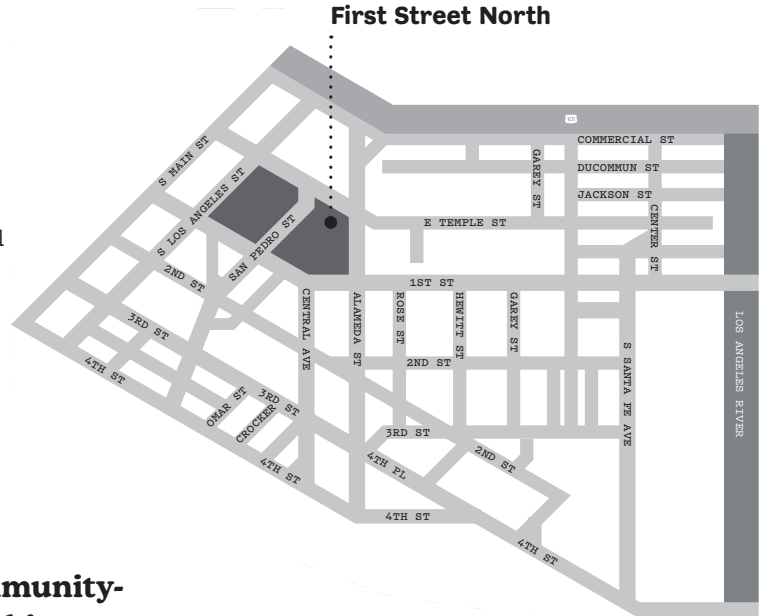 First Street North
101
COMMERCIAL ST
S MAIN ST
GAREY ST
DUCOMMUN ST
JACKSON ST
S LOS ANGELES ST
CENTER ST
SAN PEDRO ST
E TEMPLE ST
2ND ST
1ST ST
CENTRAL AVE
ALAMEDA ST
ROSE ST
HEWITT ST
GAREY ST
3RD ST
LOS ANGELES RIVER
S SANTA FE AVE
4TH ST
2ND ST
OMAR ST
3RD ST
CROCKER
3RD ST
4TH ST
4TH PL
2ND ST
4TH ST
4TH ST
munity-